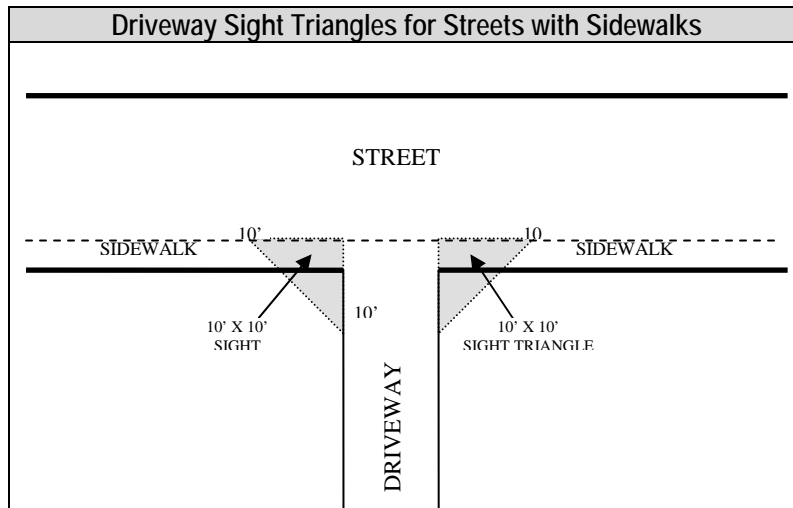 Driveway Sight Triangles for Streets with Sidewalks
STREET
10'
10
SIDEWALK
SIDEWALK
10'
10' X 10'
SIGHT
10' X 10'
SIGHT TRIANGLE
DRIVEWAY